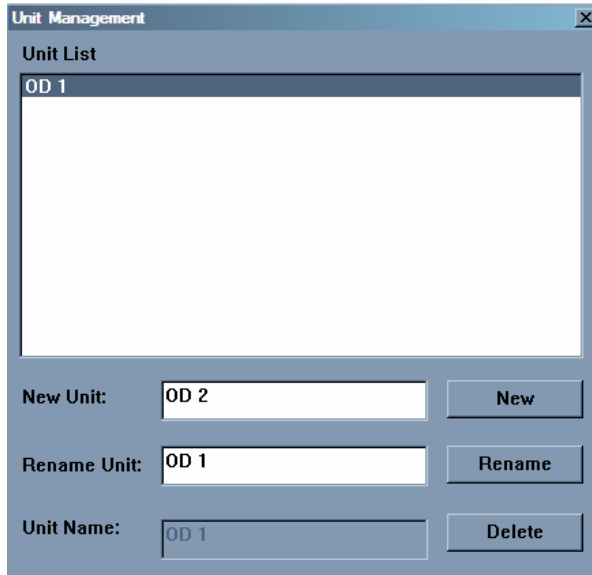 Unit Management
Unit List
OD 1
New Unit: OD 2 New
Rename Unit: OD 1 Rename
Unit Name: OD 1 Delete